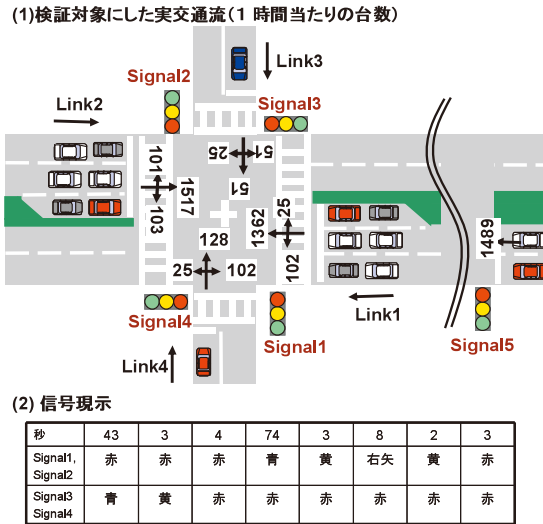 (1)検証対象にした実交通流(1 時間当たりの台数)
Link3
Signal2
Signal3
Link2
25
51
51
101
1517
103
1362
25
102
128
25
102
1489
Signal4
Signal1
Link1
Signal5
Link4
(2) 信号現示
秒 43 3 4 74 3 8 2 3
Signal1, Signal2 赤 赤 赤 青 黄 右矢 黄 赤
Signal3 Signal4 青 黄 赤 赤 赤 赤 赤 赤